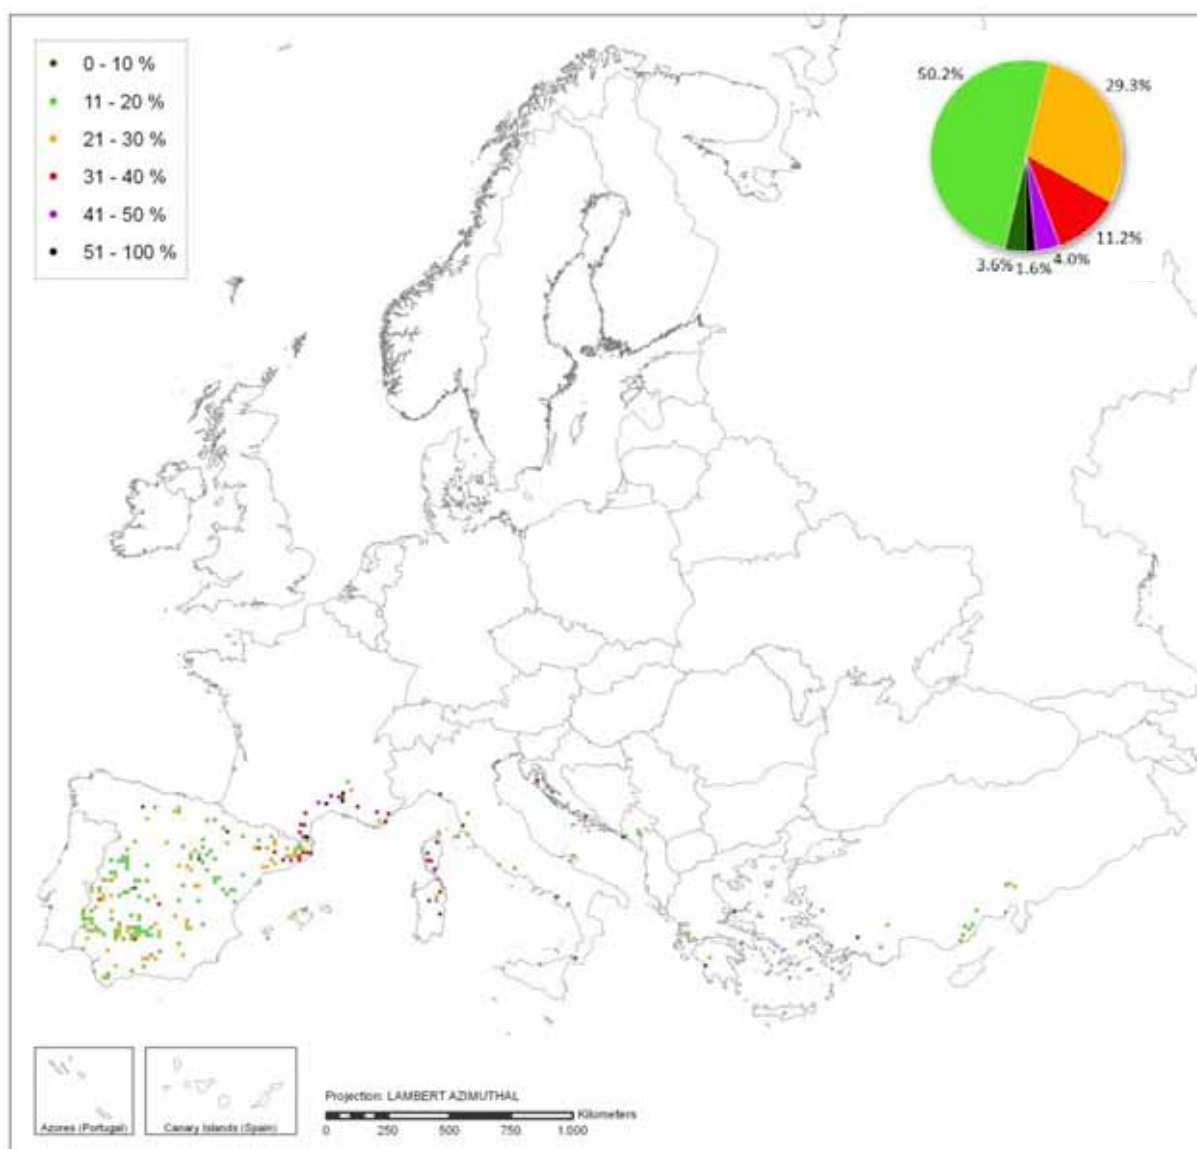 0 - 10 %
11 - 20 %
21 - 30 %
31 - 40 %
41 - 50 %
51 - 100 %
50.2%
29.3%
11.2%
4.0%
1.6%
3.6%
Azores (Portugal)
Canary Islands (Spain)
Projection: LAMBERT AZIMUTHAL
Kilometers
0 250 500 750 1.000